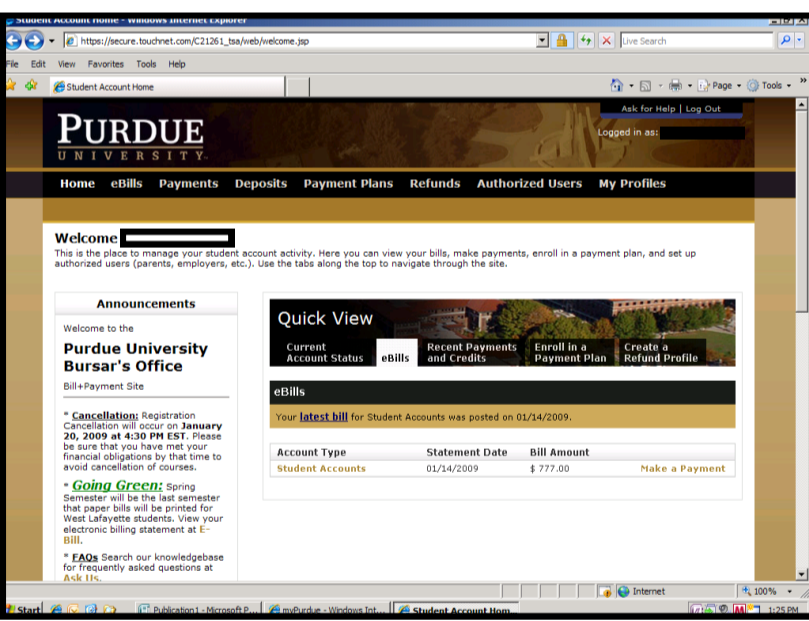 Student Account Home - Windows Internet Explorer
https://secure.touchnet.com/C21261_tsa/web/welcome.jsp
Live Search
File Edit View Favorites Tools Help
Student Account Home
Page Tools »
Ask for Help | Log Out
PURDUE
UNIVERSITY
Logged in as:
Home eBills Payments Deposits Payment Plans Refunds Authorized Users My Profiles
Welcome
This is the place to manage your student account activity. Here you can view your bills, make payments, enroll in a payment plan, and set up
authorized users (parents, employers, etc.). Use the tabs along the top to navigate through the site.
Announcements
Welcome to the
Purdue University
Bursar's Office
Bill+Payment Site
* Cancellation: Registration
Cancellation will occur on January
20, 2009 at 4:30 PM EST. Please
be sure that you have met your
financial obligations by that time to
avoid cancellation of courses.
* Going Green: Spring
Semester will be the last semester
that paper bills will be printed for
West Lafayette students. View your
electronic billing statement at E-
Bill.
* FAQs Search our knowledgebase
for frequently asked questions at
Ask Us.
Quick View
Current
Account Status
eBills
Recent Payments
and Credits
Enroll in a
Payment Plan
Create a
Refund Profile
eBills
Your latest bill for Student Accounts was posted on 01/14/2009.
Account Type Statement Date Bill Amount
Student Accounts 01/14/2009 $ 777.00 Make a Payment
Internet 100%
Start Publication1 - Microsoft P... myPurdue - Windows Int... Student Account Hom... 1:25 PM